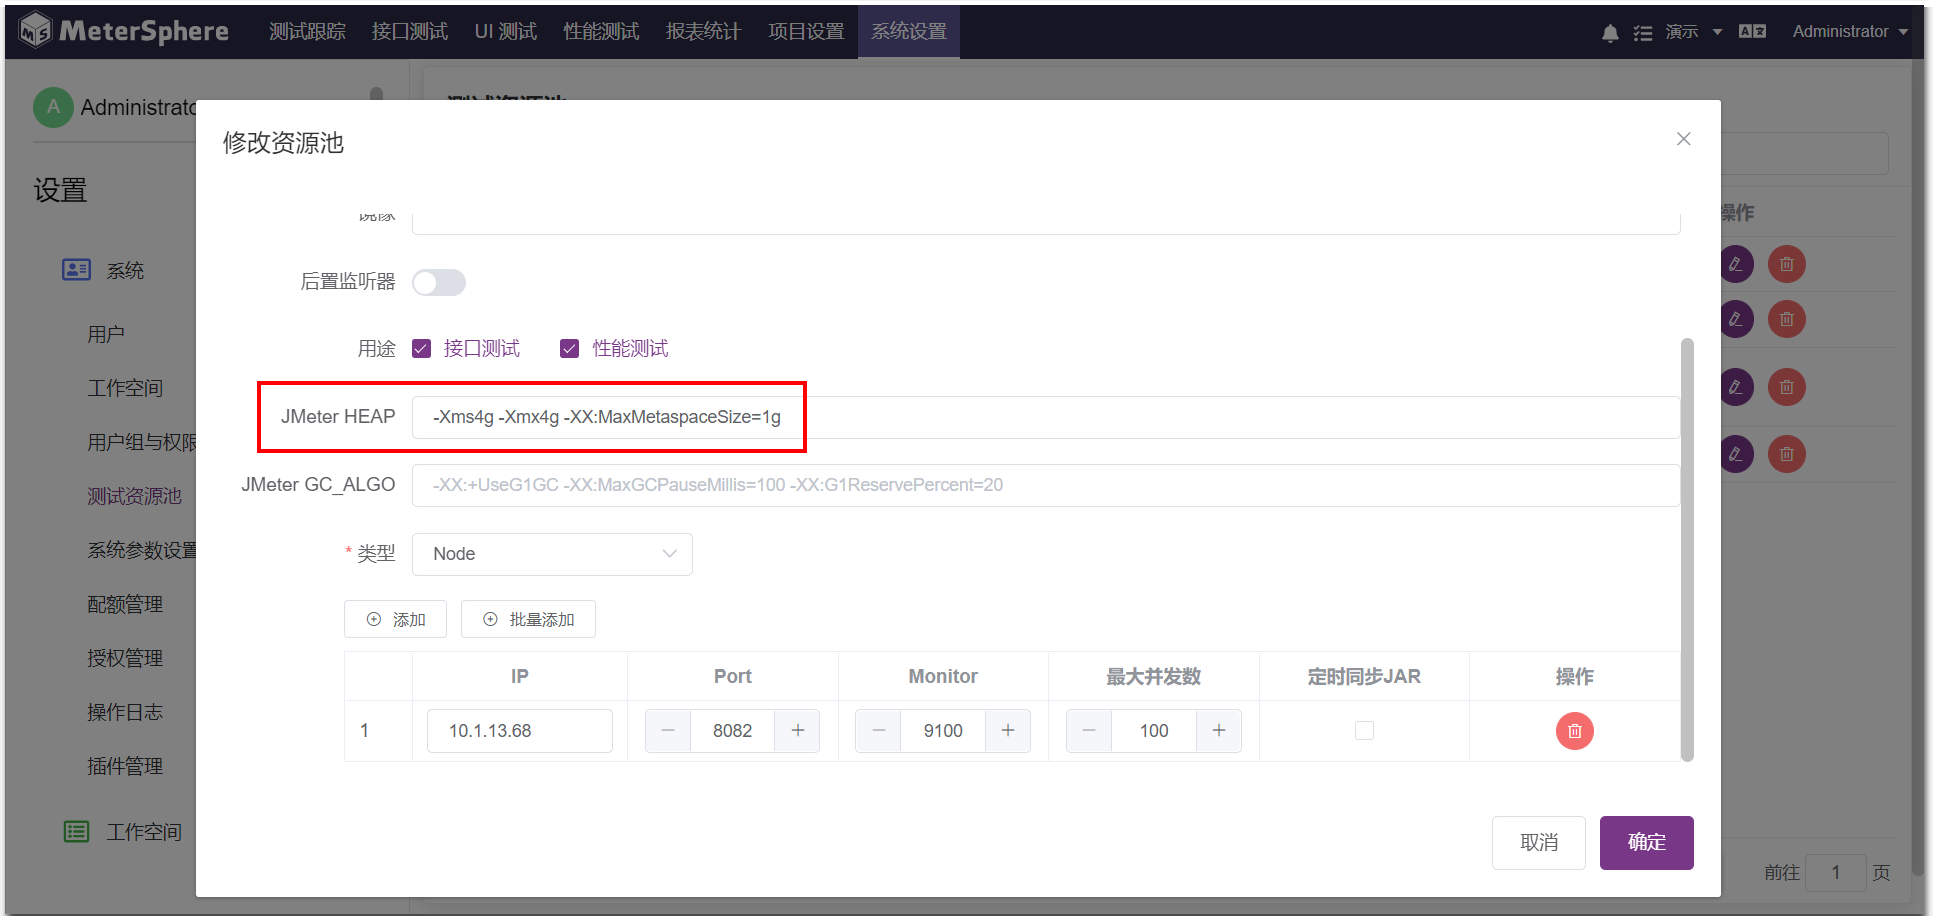 MeterSphere 测试跟踪 接口测试 UI 测试 性能测试 报表统计 项目设置 系统设置 演示 Administrator
A Administrato
测试资源池
修改资源池
设置
镜像
操作
系统
后置监听器
用户
用途 接口测试 性能测试
工作空间
JMeter HEAP -Xms4g -Xmx4g -XX:MaxMetaspaceSize=1g
用户组与权限
JMeter GC_ALGO -XX:+UseG1GC -XX:MaxGCPauseMillis=100 -XX:G1ReservePercent=20
测试资源池
* 类型 Node
系统参数设置
配额管理
添加 批量添加
授权管理
IP Port Monitor 最大并发数 定时同步JAR 操作
操作日志
1 10.1.13.68 8082 9100 100
插件管理
工作空间
取消 确定
前往 1 页